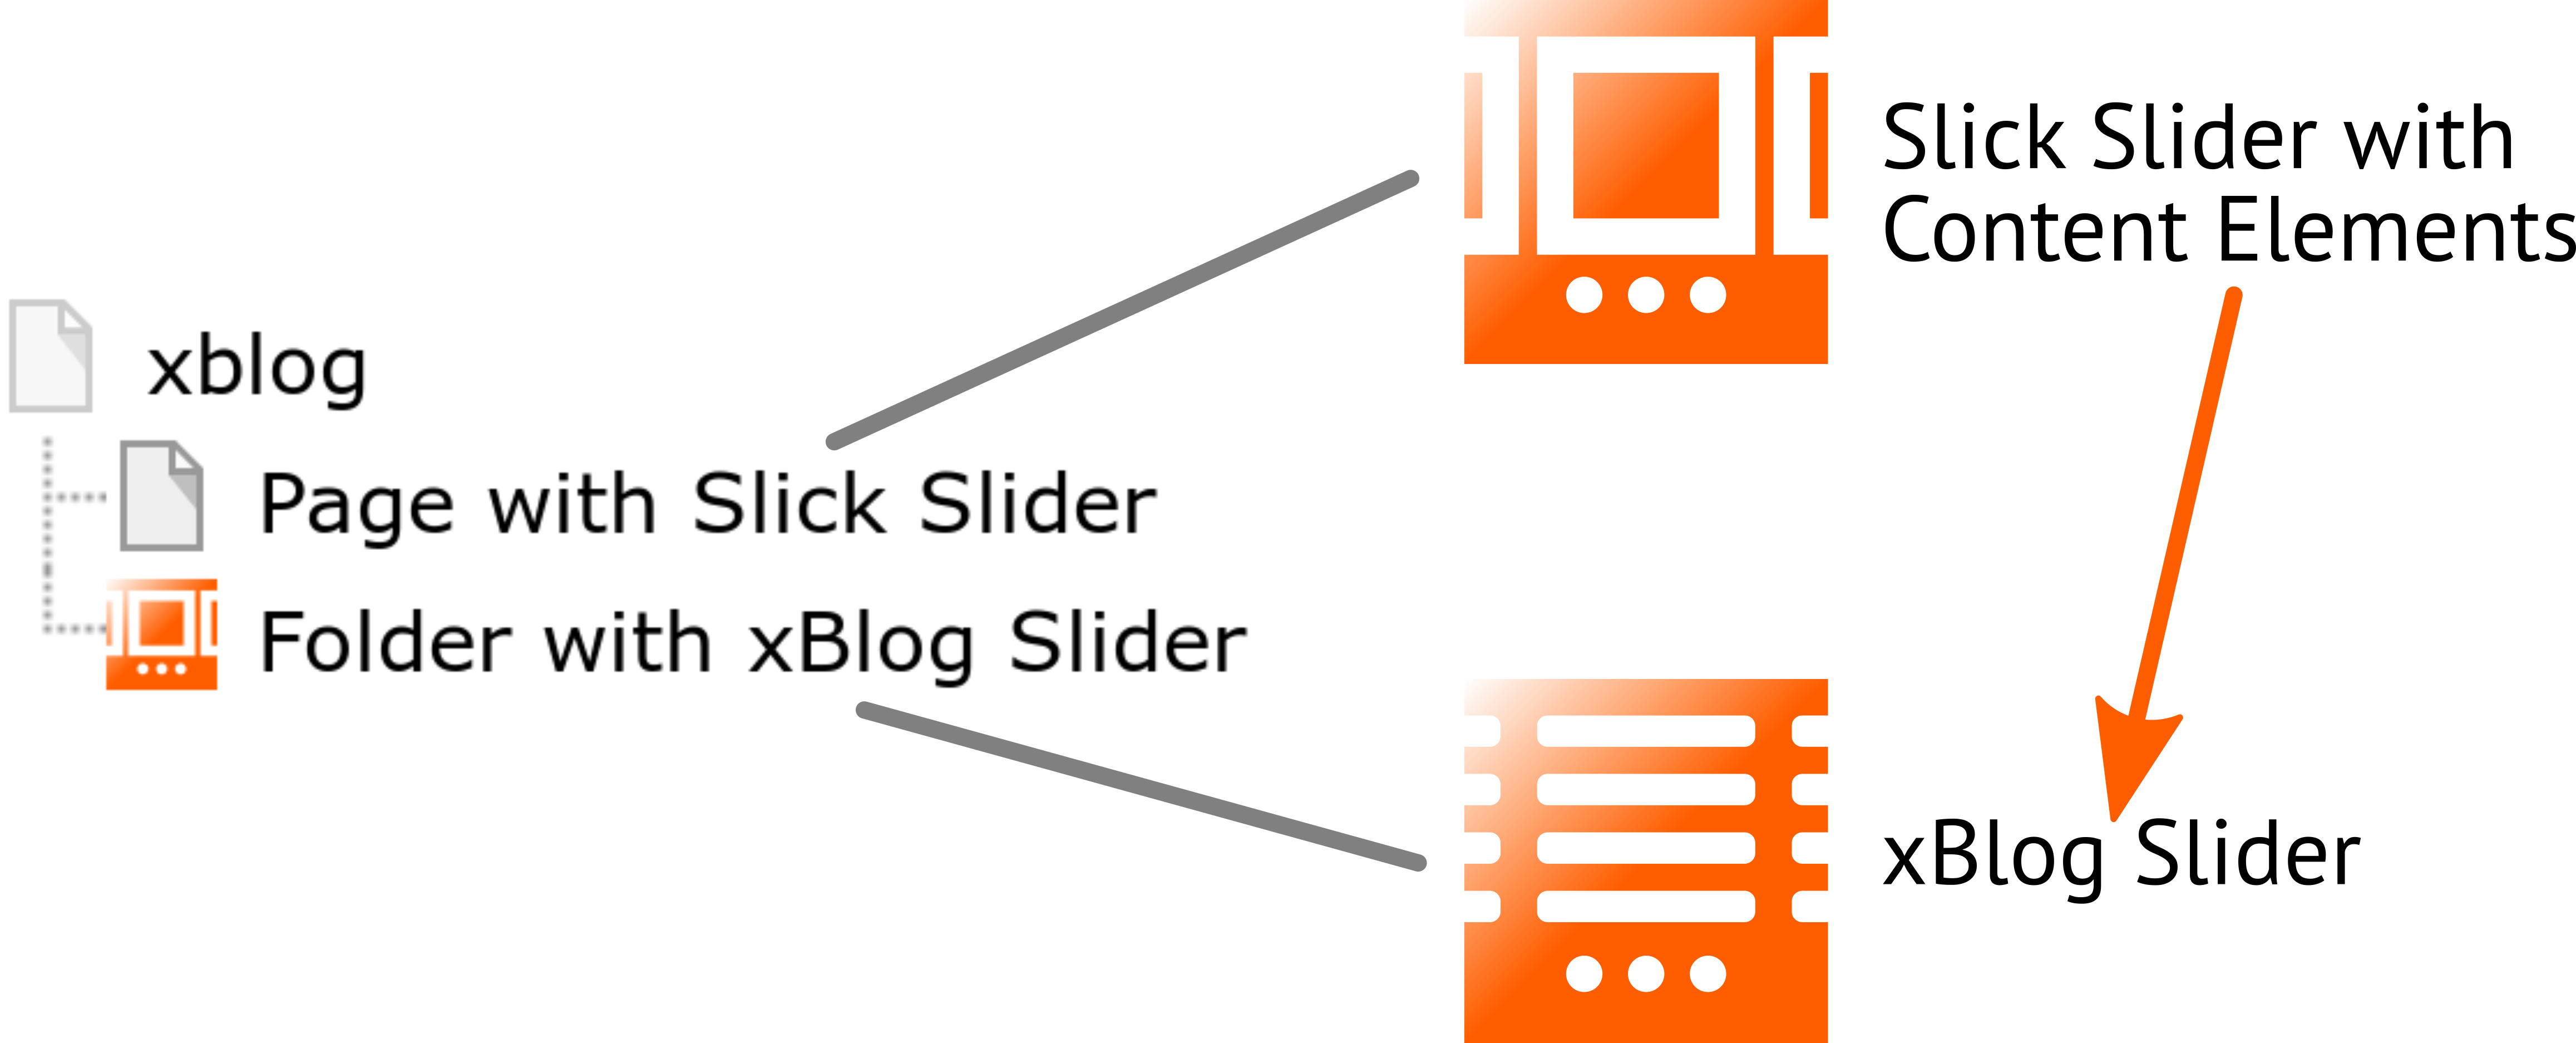 xblog
Page with Slick Slider
Folder with xBlog Slider
Slick Slider with
Content Elements
xBlog Slider